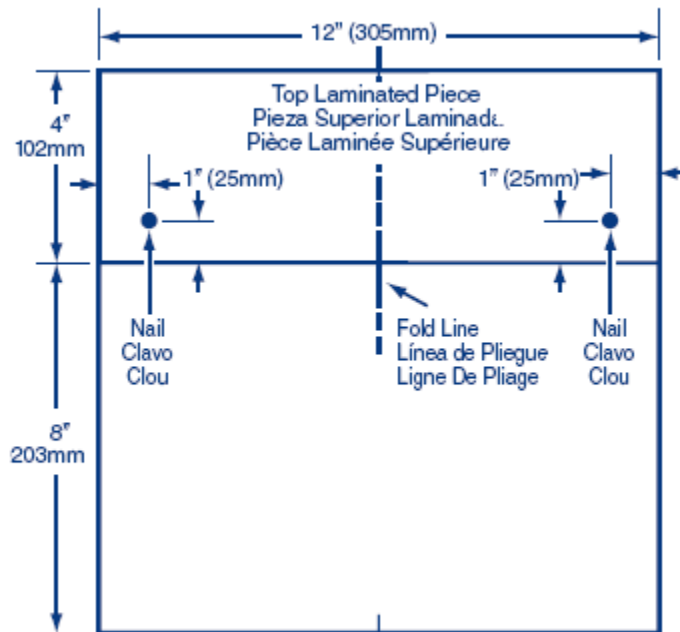 12" (305mm)
Top Laminated Piece
Pieza Superior Laminada
Pièce Laminée Supérieure
4"
102mm
1" (25mm)
1" (25mm)
Nail
Clavo
Clou
Fold Line
Línea de Pliegue
Ligne De Pliage
Nail
Clavo
Clou
8"
203mm